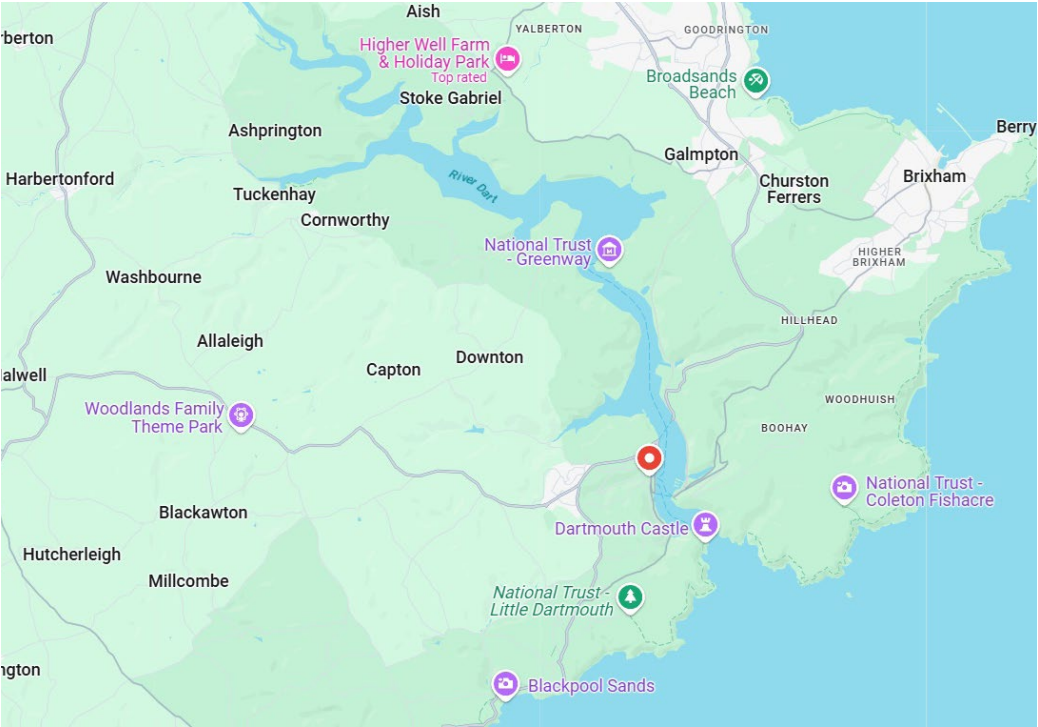 Aish
YALBERTON
GOODRINGTON
rberton
Higher Well Farm
& Holiday Park
Top rated
Broadsands
Beach
Stoke Gabriel
Ashprington
Berry
Galmpton
Harbertonford
River Dart
Churston
Ferrers
Brixham
Tuckenhay
Cornworthy
National Trust
- Greenway
HIGHER
BRIXHAM
Washbourne
HILLHEAD
Allaleigh
Downton
Capton
alwell
WOODHUISH
Woodlands Family
Theme Park
BOOHAY
National Trust -
Coleton Fishacre
Blackawton
Dartmouth Castle
Hutcherleigh
Millcombe
National Trust -
Little Dartmouth
ngton
Blackpool Sands